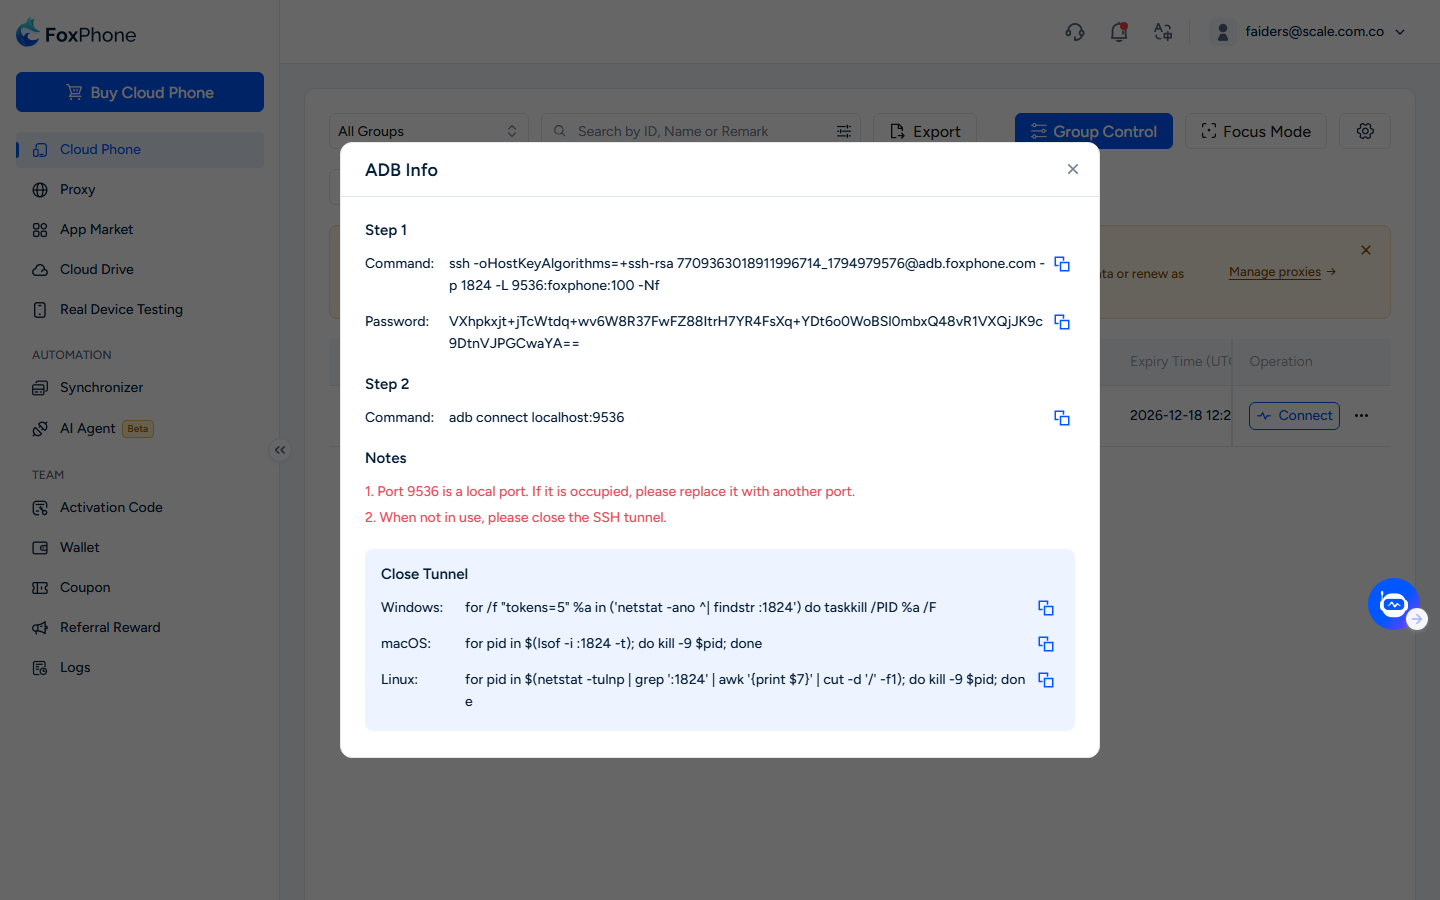 FoxPhone
faiders@scale.com.co
Buy Cloud Phone
Cloud Phone
Proxy
App Market
Cloud Drive
Real Device Testing
AUTOMATION
Synchronizer
AI Agent Beta
TEAM
Activation Code
Wallet
Coupon
Referral Reward
Logs
All Groups
Search by ID, Name or Remark
Export
Group Control
Focus Mode
ta or renew as
Manage proxies →
Expiry Time (UTC
Operation
2026-12-18 12:2
Connect
ADB Info
Step 1
Command: ssh -oHostKeyAlgorithms=+ssh-rsa 7709363018911996714_1794979576@adb.foxphone.com -
p 1824 -L 9536:foxphone:100 -Nf
Password: VXhpkxjt+jTcWtdq+wv6W8R37FwFZ88ItrH7YR4FsXq+YDt6o0WoBSl0mbxQ48vR1VXQjJK9c
9DtnVJPGCwaYA==
Step 2
Command: adb connect localhost:9536
Notes
1. Port 9536 is a local port. If it is occupied, please replace it with another port.
2. When not in use, please close the SSH tunnel.
Close Tunnel
Windows: for /f "tokens=5" %a in ('netstat -ano ^| findstr :1824') do taskkill /PID %a /F
macOS: for pid in $(lsof -i :1824 -t); do kill -9 $pid; done
Linux: for pid in $(netstat -tulnp | grep ':1824' | awk '{print $7}' | cut -d '/' -f1); do kill -9 $pid; don
e